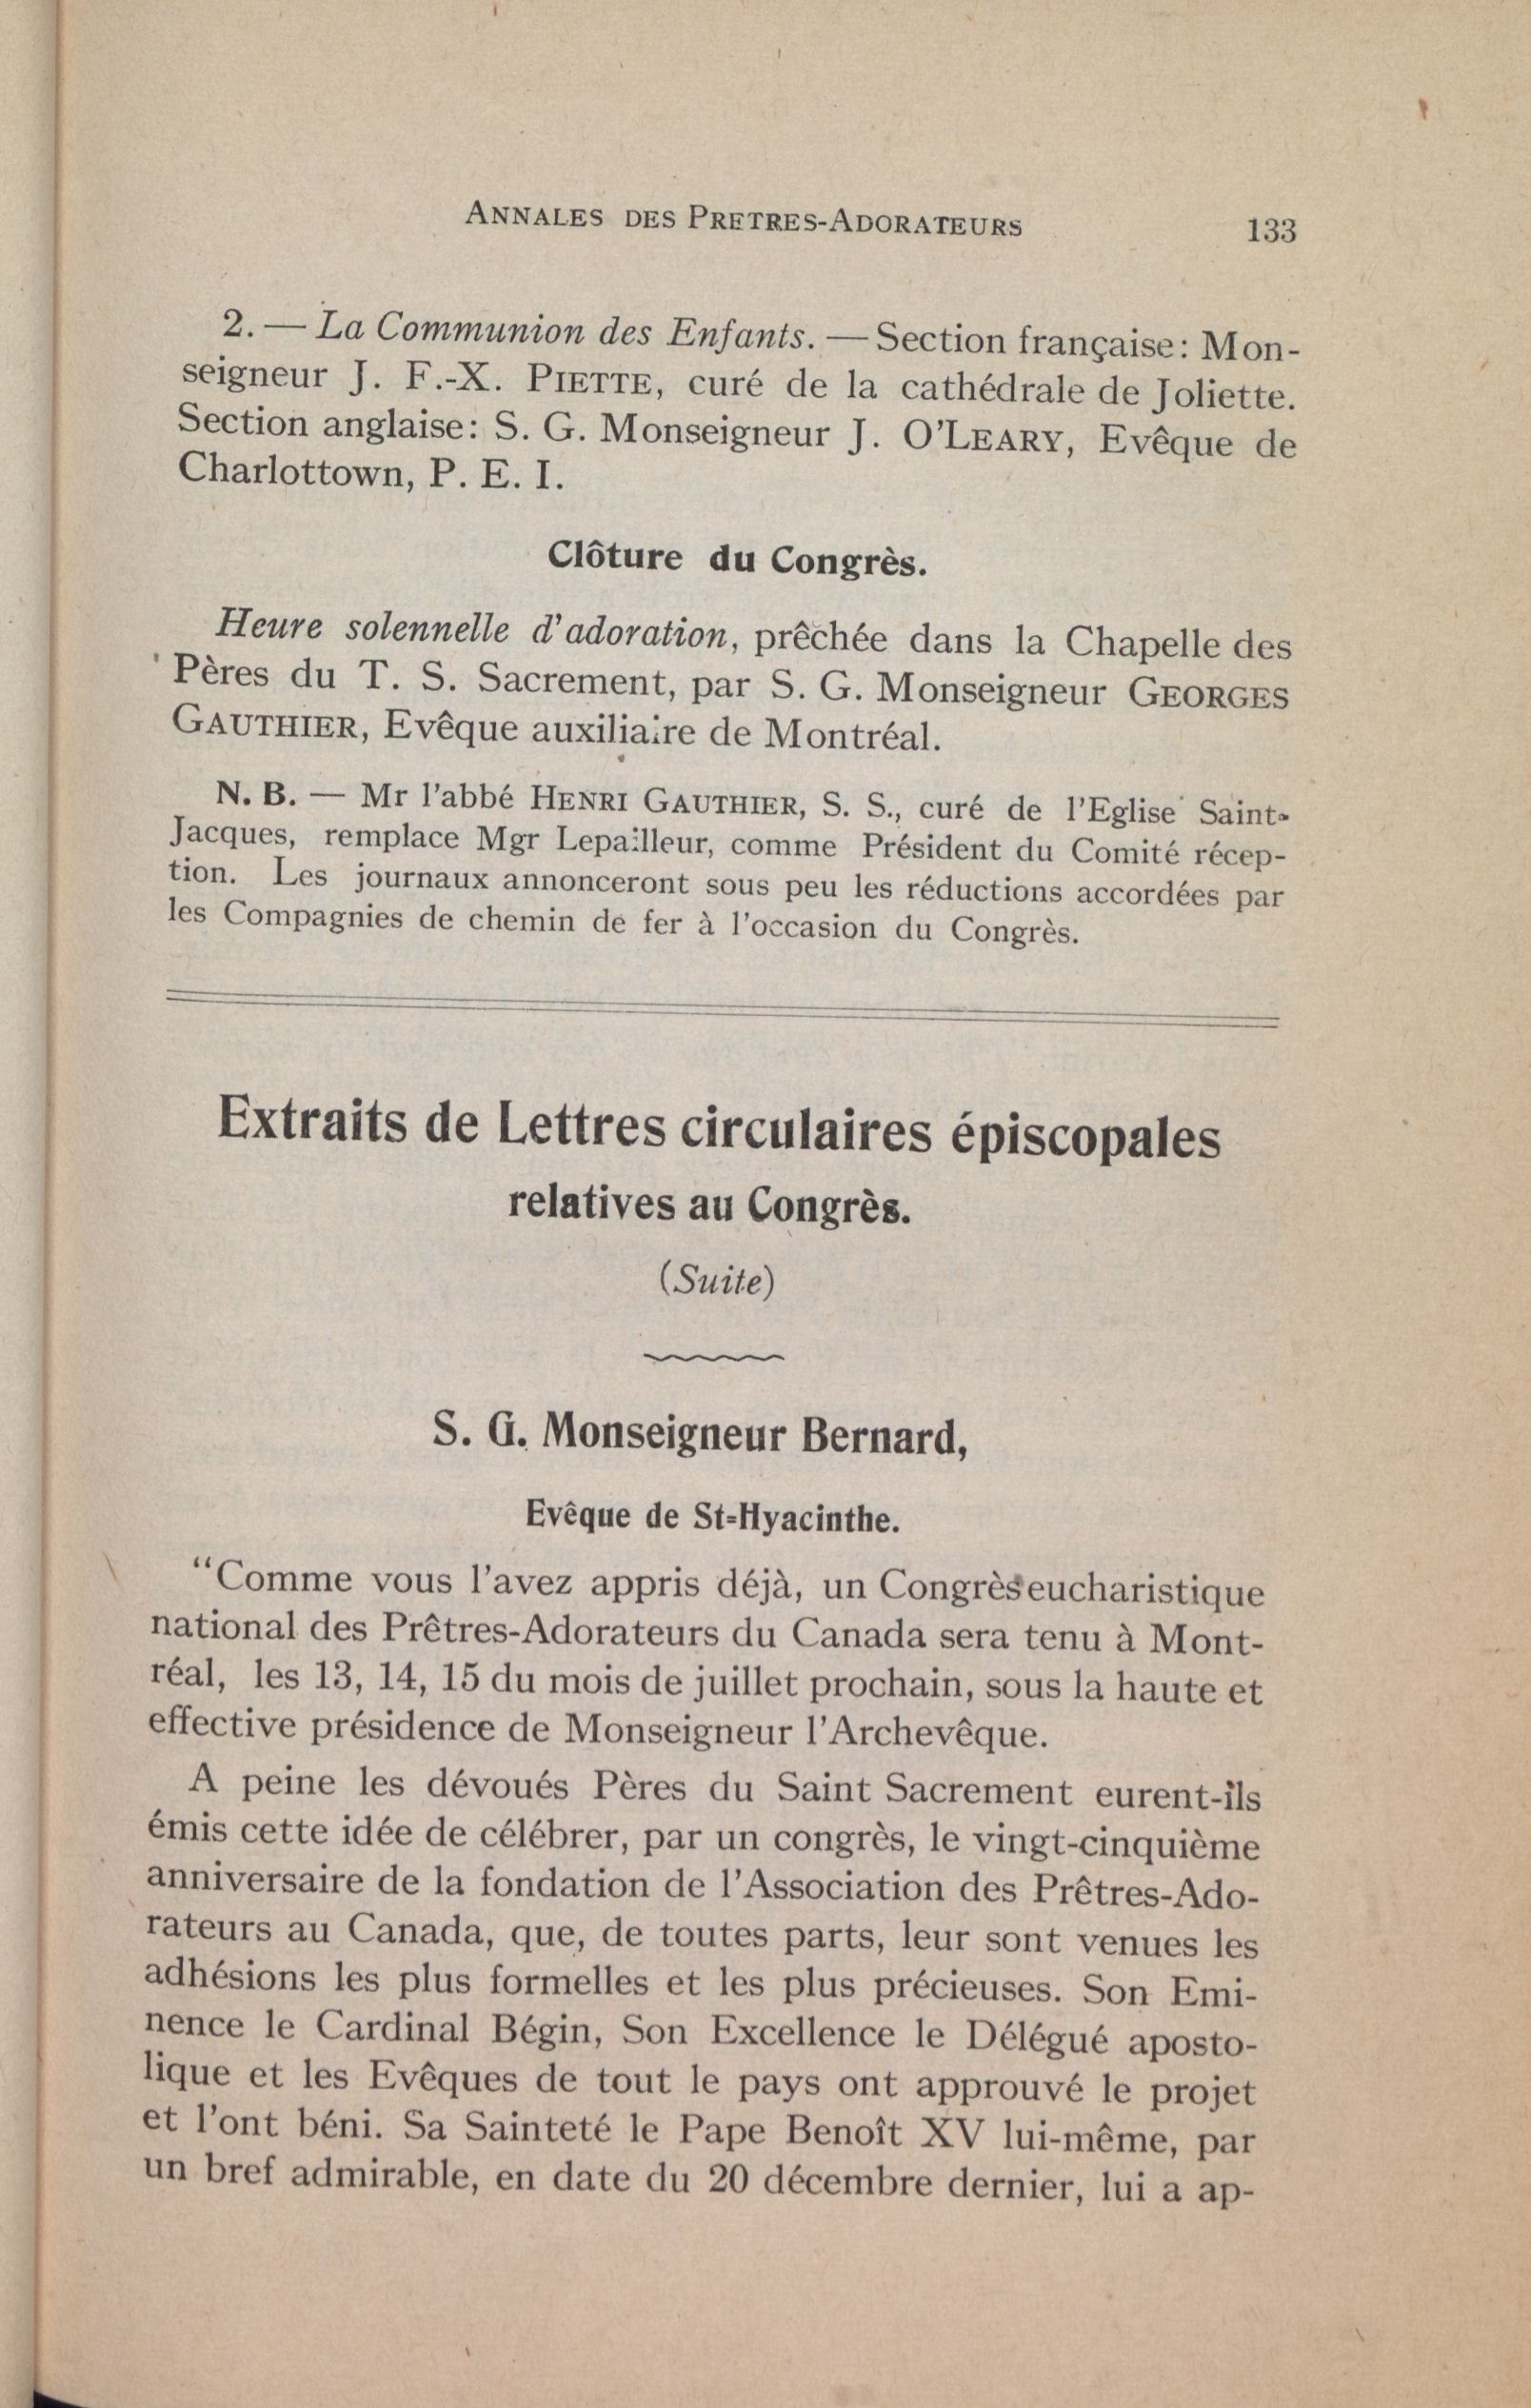 ANNALES DES PRETRES-ADORATEURS 133
2. — La Communion des Enfants. — Section française: Mon-
seigneur J. F.-X. PIETTE, curé de la cathédrale de Joliette.
Section anglaise: S. G. Monseigneur J. O'LEARY, Evêque de
Charlottown, P. E. I.
Clôture du Congrès.
Heure solennelle d'adoration, prêchée dans la Chapelle des
Pères du T. S. Sacrement, par S. G. Monseigneur GEORGES
GAUTHIER, Evêque auxiliaire de Montréal.
N. B. — Mr l'abbé HENRI GAUTHIER, S. S., curé de l'Eglise Saint-
Jacques, remplace Mgr Lepailleur, comme Président du Comité récep-
tion. Les journaux annonceront sous peu les réductions accordées par
les Compagnies de chemin de fer à l'occasion du Congrès.
Extraits de Lettres circulaires épiscopales
relatives au Congrès.
(Suite)
S. G. Monseigneur Bernard,
Evêque de St-Hyacinthe.
“Comme vous l'avez appris déjà, un Congrès eucharistique
national des Prêtres-Adorateurs du Canada sera tenu à Mont-
réal, les 13, 14, 15 du mois de juillet prochain, sous la haute et
effective présidence de Monseigneur l'Archevêque.
A peine les dévoués Pères du Saint Sacrement eurent-ils
émis cette idée de célébrer, par un congrès, le vingt-cinquième
anniversaire de la fondation de l'Association des Prêtres-Ado-
rateurs au Canada, que, de toutes parts, leur sont venues les
adhésions les plus formelles et les plus précieuses. Son Emi-
nence le Cardinal Bégin, Son Excellence le Délégué aposto-
lique et les Evêques de tout le pays ont approuvé le projet
et l'ont béni. Sa Sainteté le Pape Benoît XV lui-même, par
un bref admirable, en date du 20 décembre dernier, lui a ap-